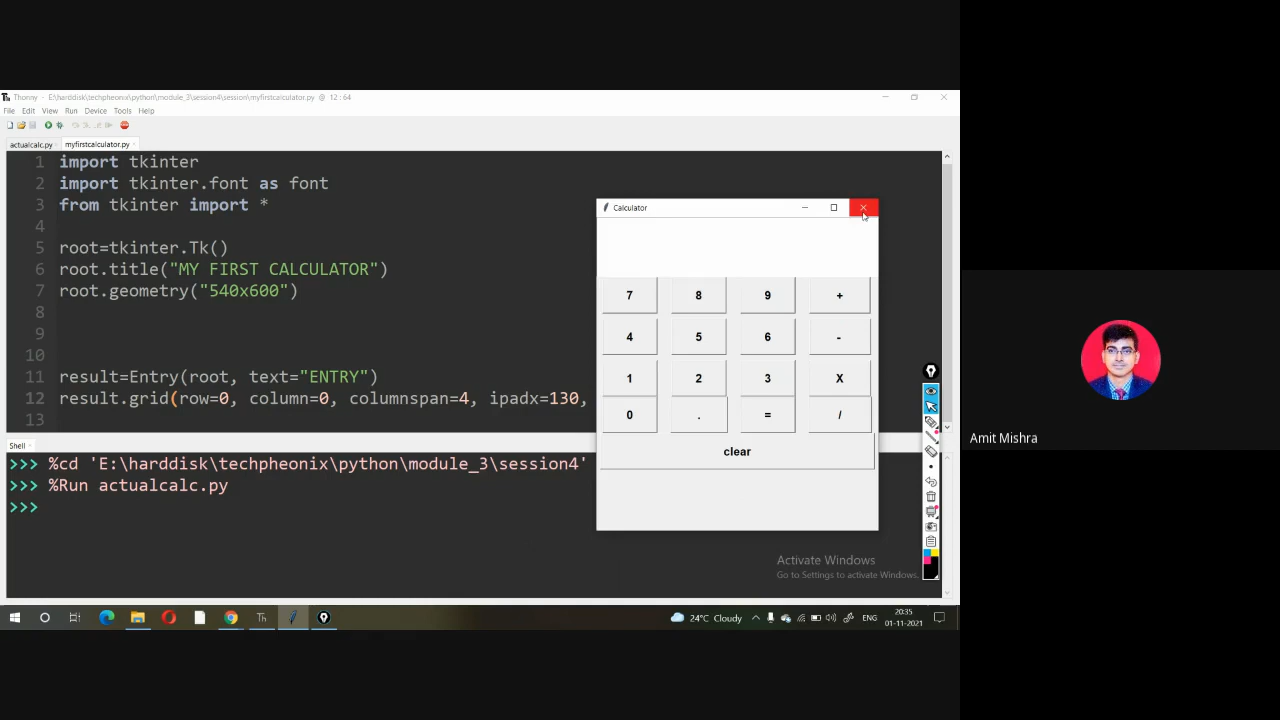 Thonny - E:\harddisk\techpheonix\python\module_3\session4\session\myfirstcalculator.py @ 12:64
File Edit View Run Device Tools Help
actualcalc.py myfirstcalculator.py
1 import tkinter
2 import tkinter.font as font
3 from tkinter import *
4
5 root=tkinter.Tk()
6 root.title("MY FIRST CALCULATOR")
7 root.geometry("540x600")
8
9
10
11 result=Entry(root, text="ENTRY")
12 result.grid(row=0, column=0, columnspan=4, ipadx=130,
13
Shell
>>> %cd 'E:\harddisk\techpheonix\python\module_3\session4'
>>> %Run actualcalc.py
>>>
Calculator
7 8 9 +
4 5 6 -
1 2 3 X
0 . = /
clear
Activate Windows
Go to Settings to activate Windows.
Th
24°C Cloudy
ENG
20:35
01-11-2021
Amit Mishra